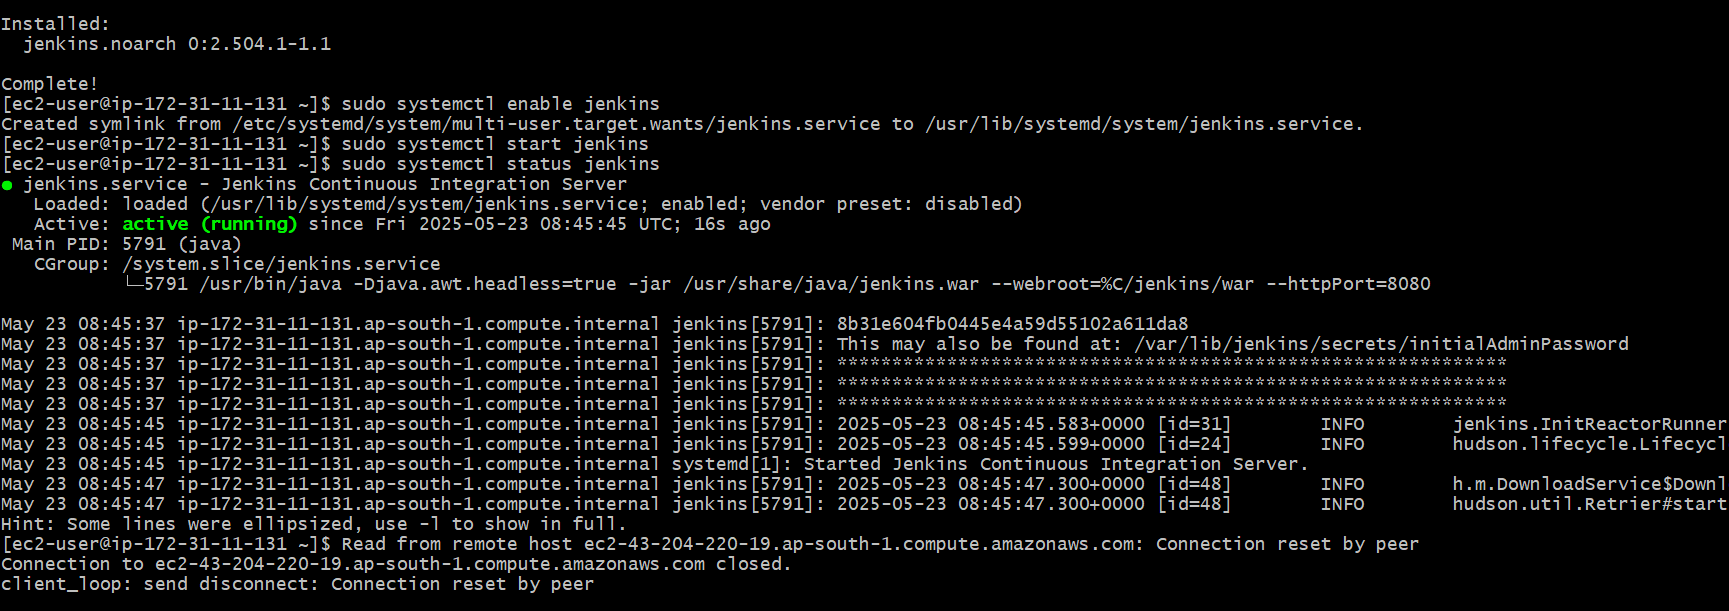 Installed:
  jenkins.noarch 0:2.504.1-1.1

Complete!
[ec2-user@ip-172-31-11-131 ~]$ sudo systemctl enable jenkins
Created symlink from /etc/systemd/system/multi-user.target.wants/jenkins.service to /usr/lib/systemd/system/jenkins.service.
[ec2-user@ip-172-31-11-131 ~]$ sudo systemctl start jenkins
[ec2-user@ip-172-31-11-131 ~]$ sudo systemctl status jenkins
● jenkins.service - Jenkins Continuous Integration Server
   Loaded: loaded (/usr/lib/systemd/system/jenkins.service; enabled; vendor preset: disabled)
   Active: active (running) since Fri 2025-05-23 08:45:45 UTC; 16s ago
 Main PID: 5791 (java)
   CGroup: /system.slice/jenkins.service
           └─5791 /usr/bin/java -Djava.awt.headless=true -jar /usr/share/java/jenkins.war --webroot=%C/jenkins/war --httpPort=8080

May 23 08:45:37 ip-172-31-11-131.ap-south-1.compute.internal jenkins[5791]: 8b31e604fb0445e4a59d55102a611da8
May 23 08:45:37 ip-172-31-11-131.ap-south-1.compute.internal jenkins[5791]: This may also be found at: /var/lib/jenkins/secrets/initialAdminPassword
May 23 08:45:37 ip-172-31-11-131.ap-south-1.compute.internal jenkins[5791]: *************************************************************
May 23 08:45:37 ip-172-31-11-131.ap-south-1.compute.internal jenkins[5791]: *************************************************************
May 23 08:45:37 ip-172-31-11-131.ap-south-1.compute.internal jenkins[5791]: *************************************************************
May 23 08:45:45 ip-172-31-11-131.ap-south-1.compute.internal jenkins[5791]: 2025-05-23 08:45:45.583+0000 [id=31]        INFO        jenkins.InitReactorRunner
May 23 08:45:45 ip-172-31-11-131.ap-south-1.compute.internal jenkins[5791]: 2025-05-23 08:45:45.599+0000 [id=24]        INFO        hudson.lifecycle.Lifecycl
May 23 08:45:45 ip-172-31-11-131.ap-south-1.compute.internal systemd[1]: Started Jenkins Continuous Integration Server.
May 23 08:45:47 ip-172-31-11-131.ap-south-1.compute.internal jenkins[5791]: 2025-05-23 08:45:47.300+0000 [id=48]        INFO        h.m.DownloadService$Downl
May 23 08:45:47 ip-172-31-11-131.ap-south-1.compute.internal jenkins[5791]: 2025-05-23 08:45:47.300+0000 [id=48]        INFO        hudson.util.Retrier#start
Hint: Some lines were ellipsized, use -l to show in full.
[ec2-user@ip-172-31-11-131 ~]$ Read from remote host ec2-43-204-220-19.ap-south-1.compute.amazonaws.com: Connection reset by peer
Connection to ec2-43-204-220-19.ap-south-1.compute.amazonaws.com closed.
client_loop: send disconnect: Connection reset by peer